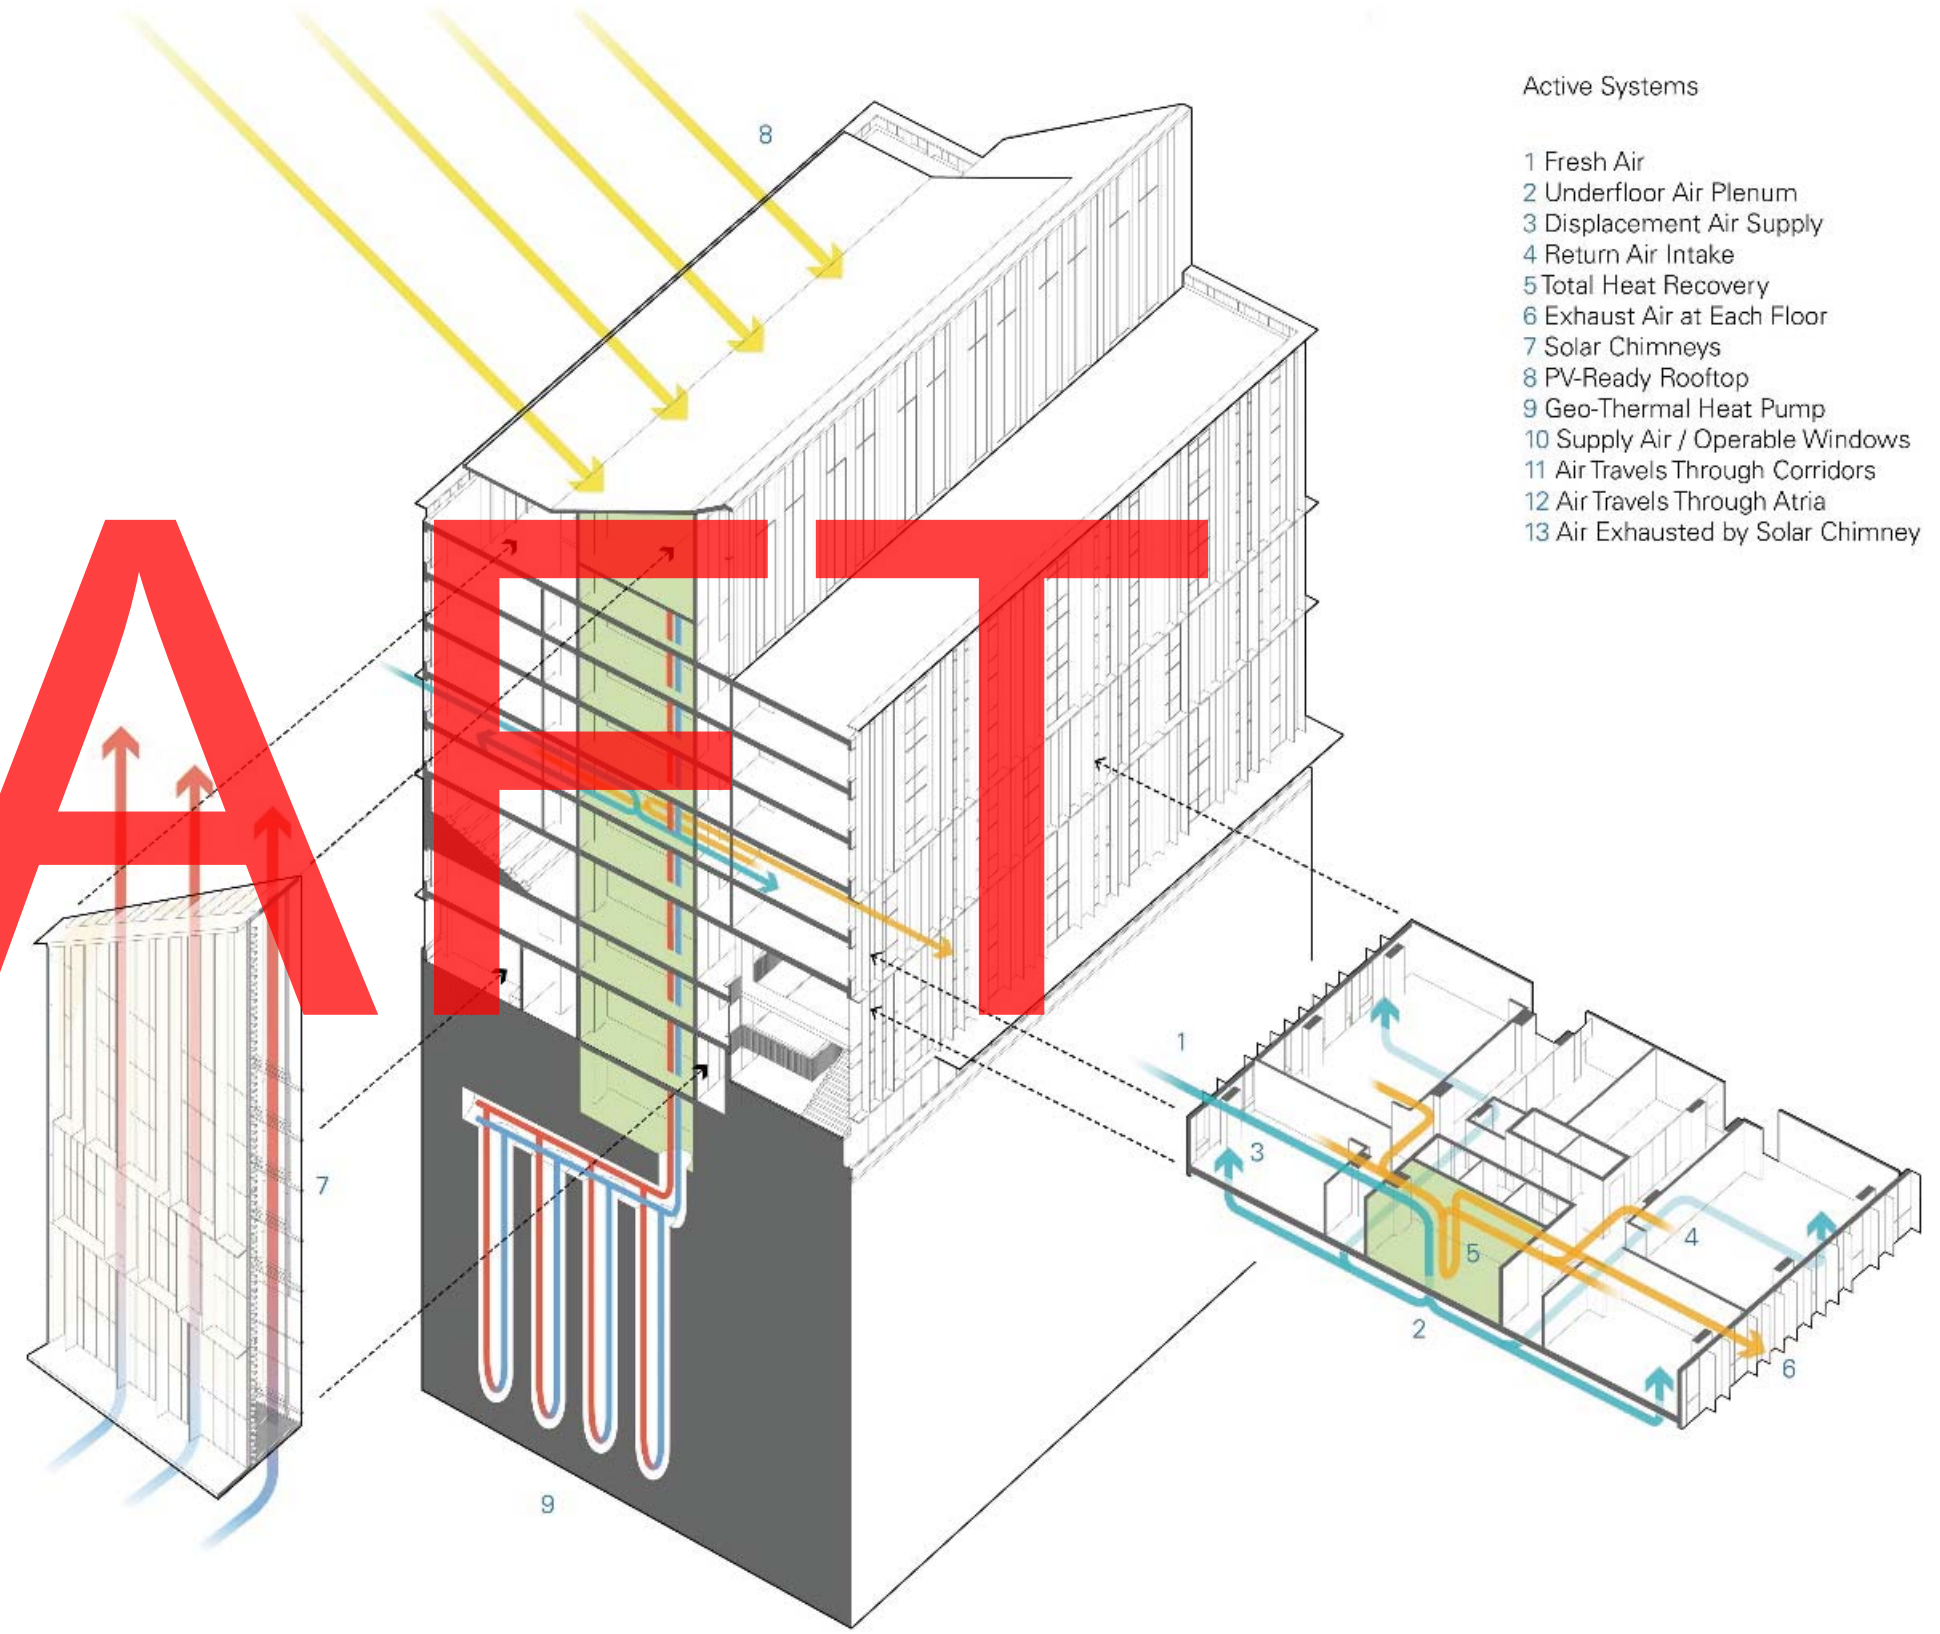 Active Systems
1 Fresh Air
2 Underfloor Air Plenum
3 Displacement Air Supply
4 Return Air Intake
5 Total Heat Recovery
6 Exhaust Air at Each Floor
7 Solar Chimneys
8 PV-Ready Rooftop
9 Geo-Thermal Heat Pump
10 Supply Air / Operable Windows
11 Air Travels Through Corridors
12 Air Travels Through Atria
13 Air Exhausted by Solar Chimney
8
AFT
1
3
7
5
4
2
6
9